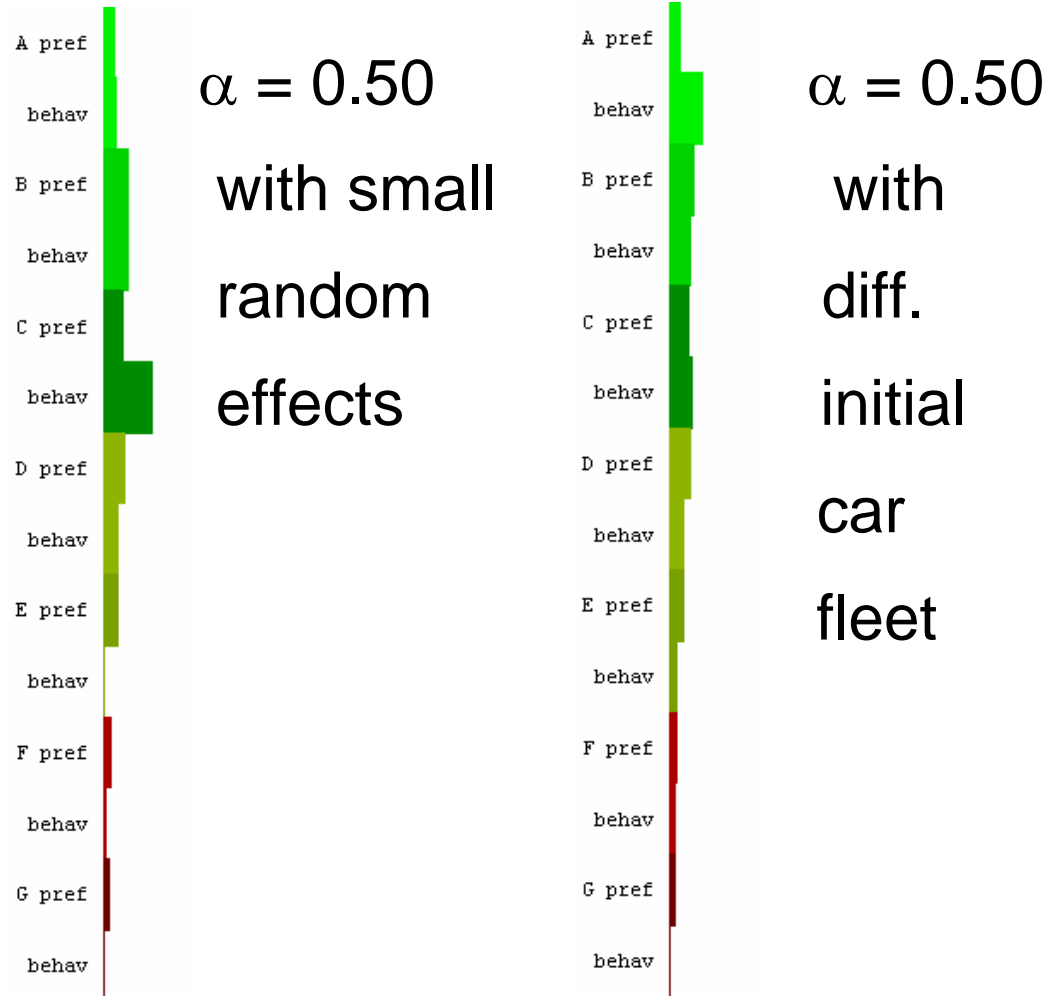 A pref
behav
B pref
behav
C pref
behav
D pref
behav
E pref
behav
F pref
behav
G pref
behav
α = 0.50
with small
random
effects
A pref
behav
B pref
behav
C pref
behav
D pref
behav
E pref
behav
F pref
behav
G pref
behav
α = 0.50
with
diff.
initial
car
fleet